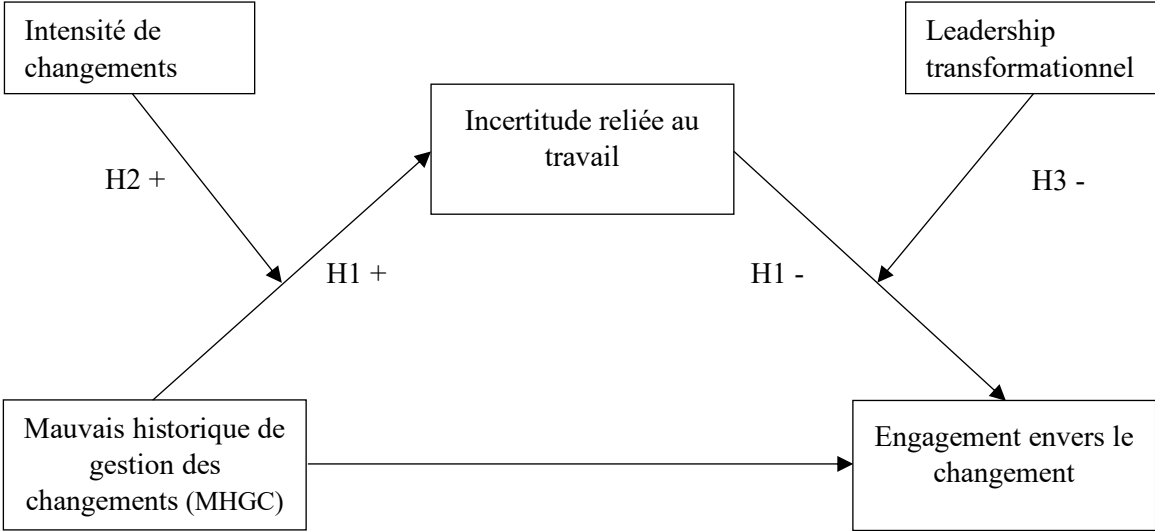 Intensité de
changements
Leadership
transformationnel
Incertitude reliée au
travail
H2 +
H3 -
H1 +
H1 -
Mauvais historique de
gestion des
changements (MHGC)
Engagement envers le
changement